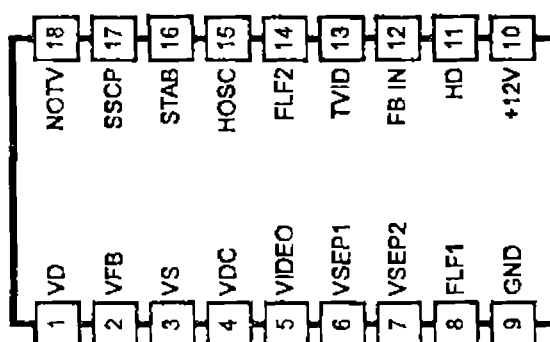 18 NOTV
17 SSCP
16 STAB
15 HOSC
14 FLF2
13 TVID
12 FB IN
11 HD
10 +12V
1 VD
2 VFB
3 VS
4 VDC
5 VIDEO
6 VSEP1
7 VSEP2
8 FLF1
9 GND